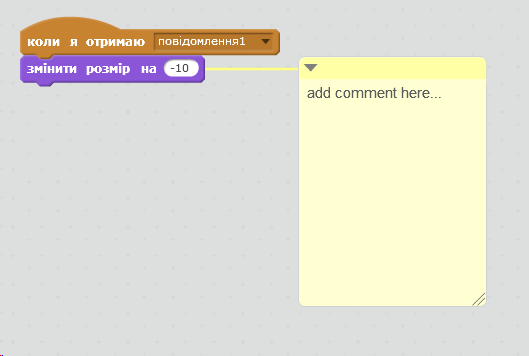 коли я отримаю повідомлення1
змінити розмір на -10
add comment here...